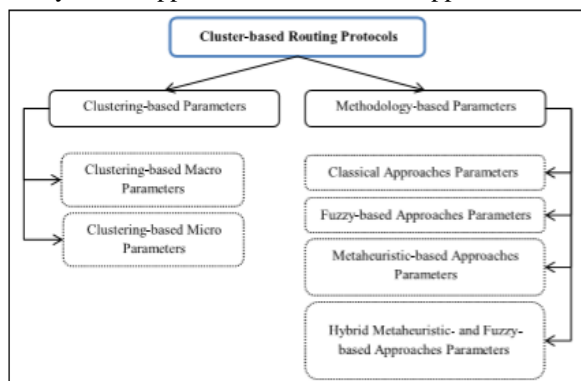 Cluster-based Routing Protocols
Clustering-based Parameters
Methodology-based Parameters
Clustering-based Macro
Parameters
Clustering-based Micro
Parameters
Classical Approaches Parameters
Fuzzy-based Approaches Parameters
Metaheuristic-based Approaches
Parameters
Hybrid Metaheuristic- and Fuzzy-
based Approaches Parameters